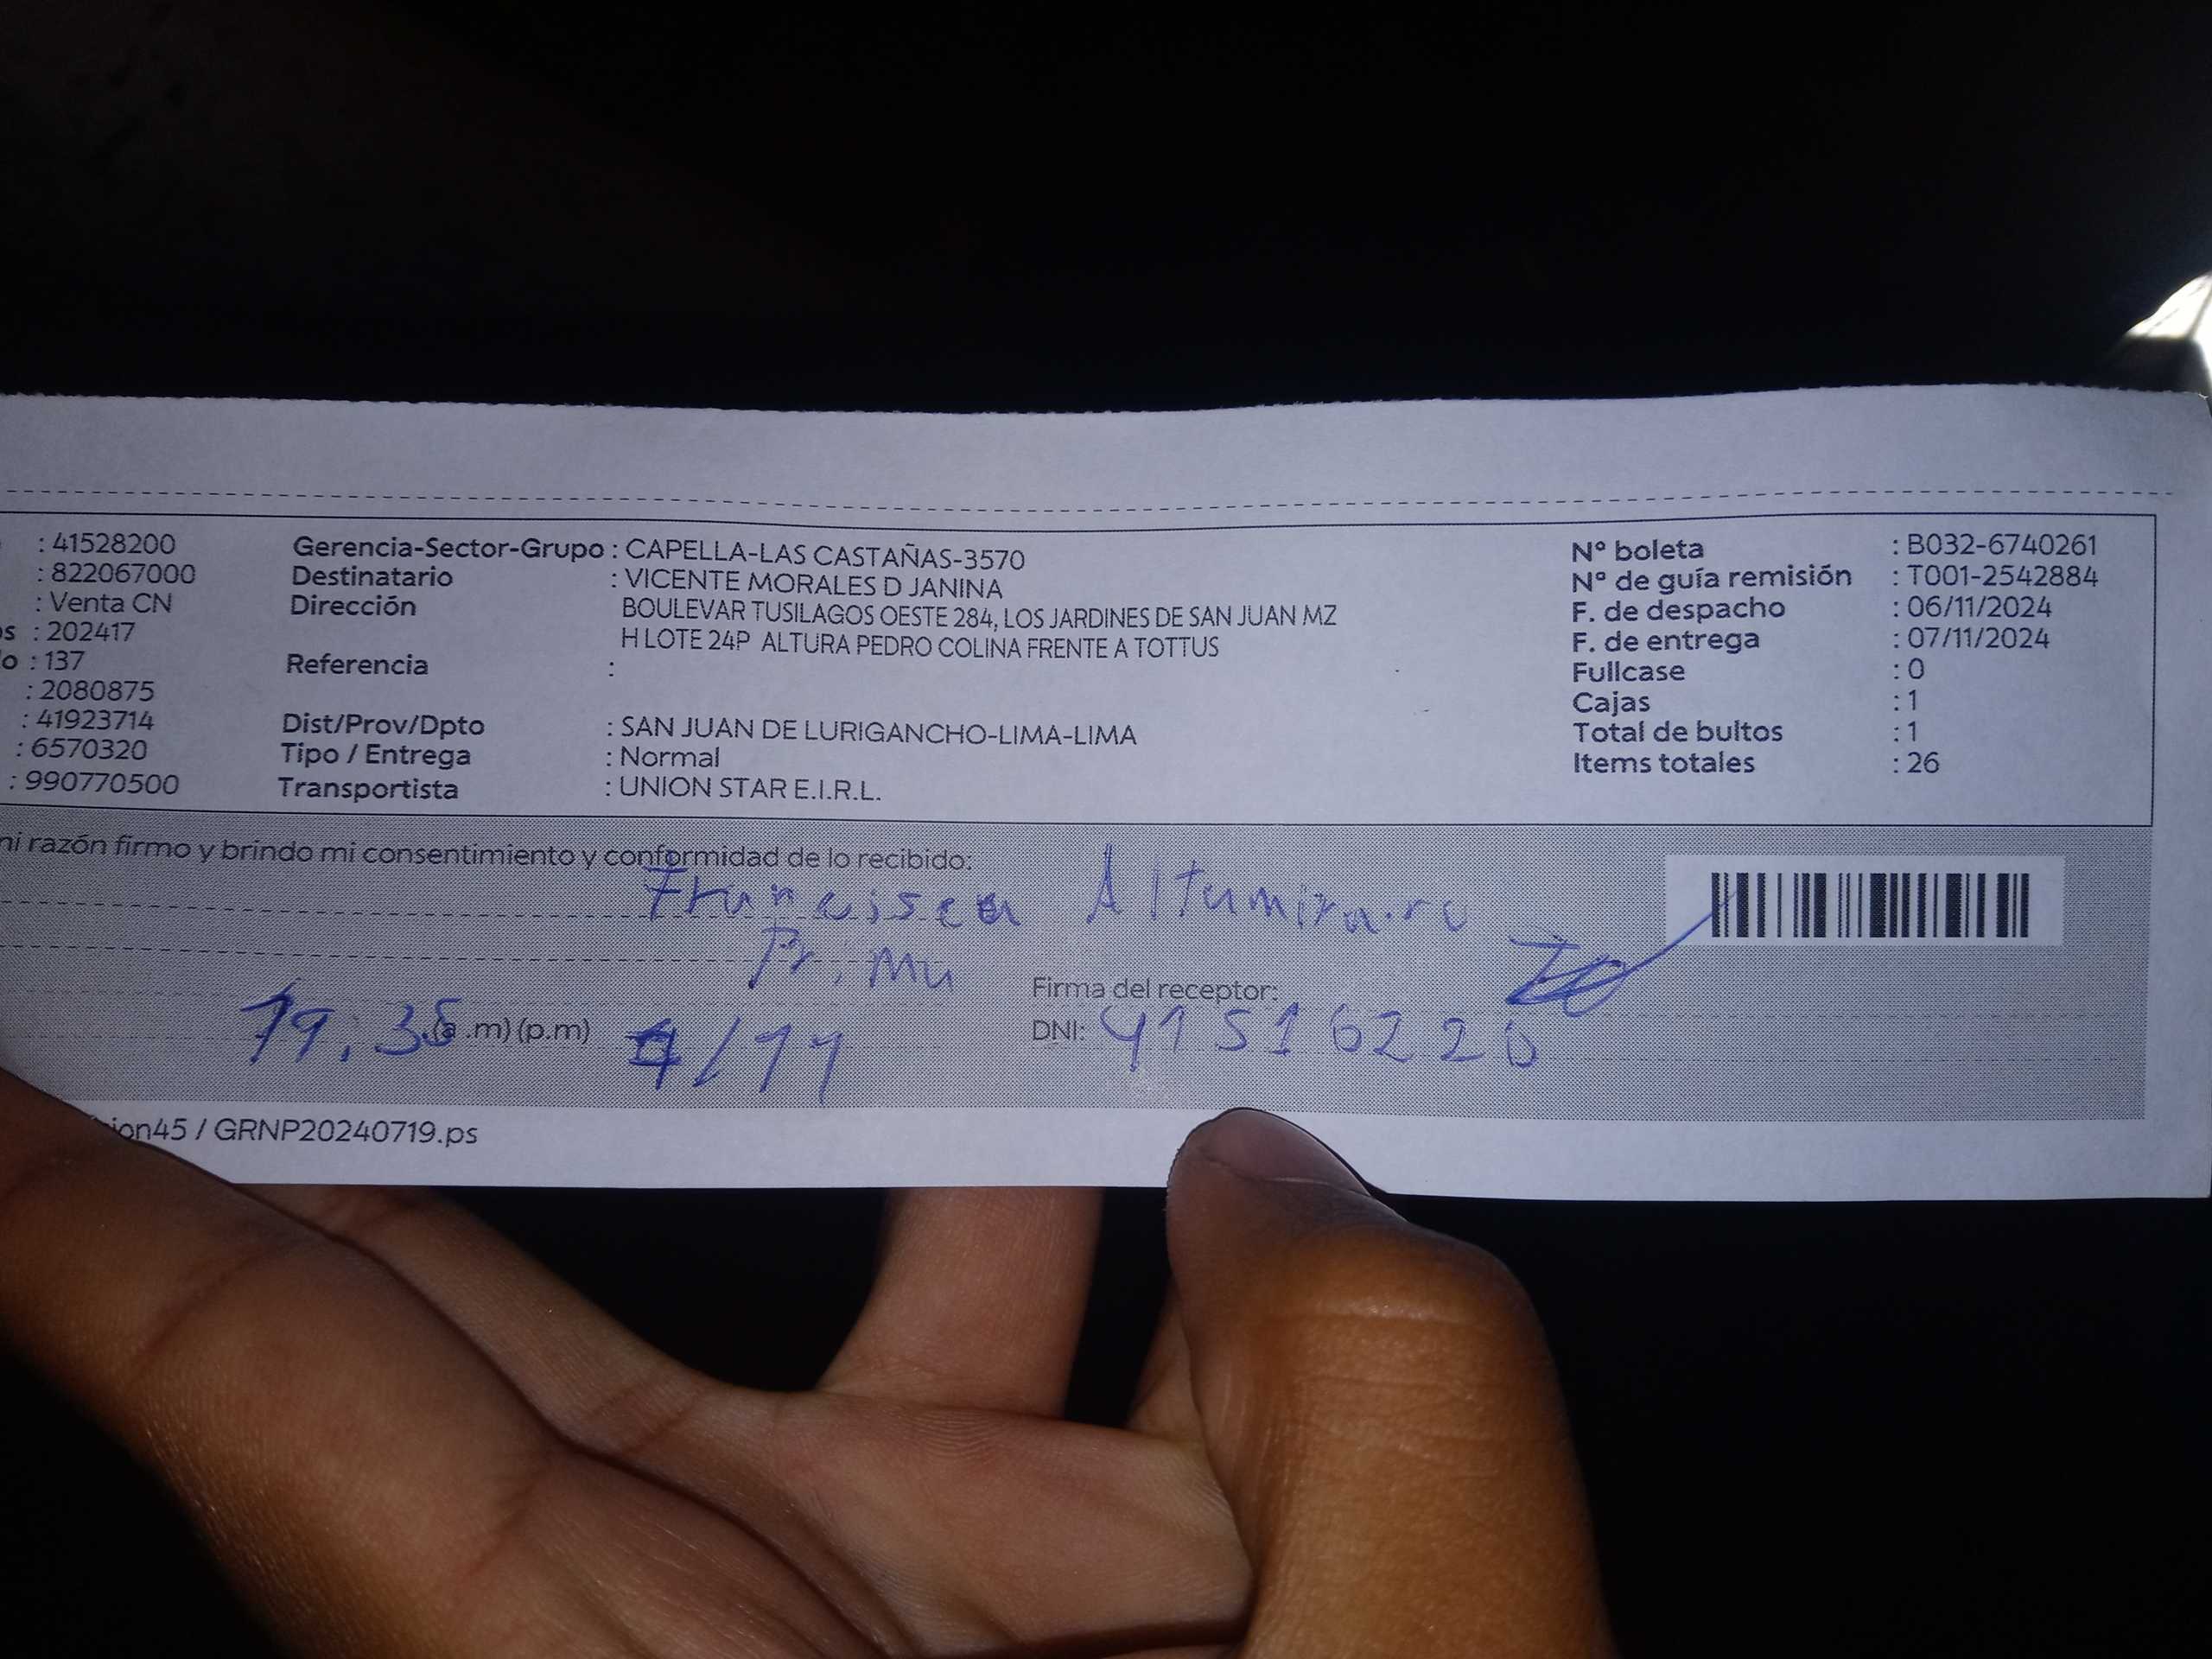 : 41528200
: 822067000
: Venta CN
s : 202417
o : 137
: 2080875
: 41923714
: 6570320
: 990770500
Gerencia-Sector-Grupo : CAPELLA-LAS CASTAÑAS-3570
Destinatario : VICENTE MORALES D JANINA
Dirección BOULEVAR TUSILAGOS OESTE 284, LOS JARDINES DE SAN JUAN MZ
H LOTE 24P ALTURA PEDRO COLINA FRENTE A TOTTUS
Referencia :
Dist/Prov/Dpto : SAN JUAN DE LURIGANCHO-LIMA-LIMA
Tipo / Entrega : Normal
Transportista : UNION STAR E.I.R.L.
Nº boleta : B032-6740261
Nº de guía remisión : T001-2542884
F. de despacho : 06/11/2024
F. de entrega : 07/11/2024
Fullcase : 0
Cajas : 1
Total de bultos : 1
Items totales : 26
ni razón firmo y brindo mi consentimiento y conformidad de lo recibido:
Altamirano
Firma del receptor:
(a .m) (p.m)
DNI: 4151622
ion45 / GRNP20240719.ps